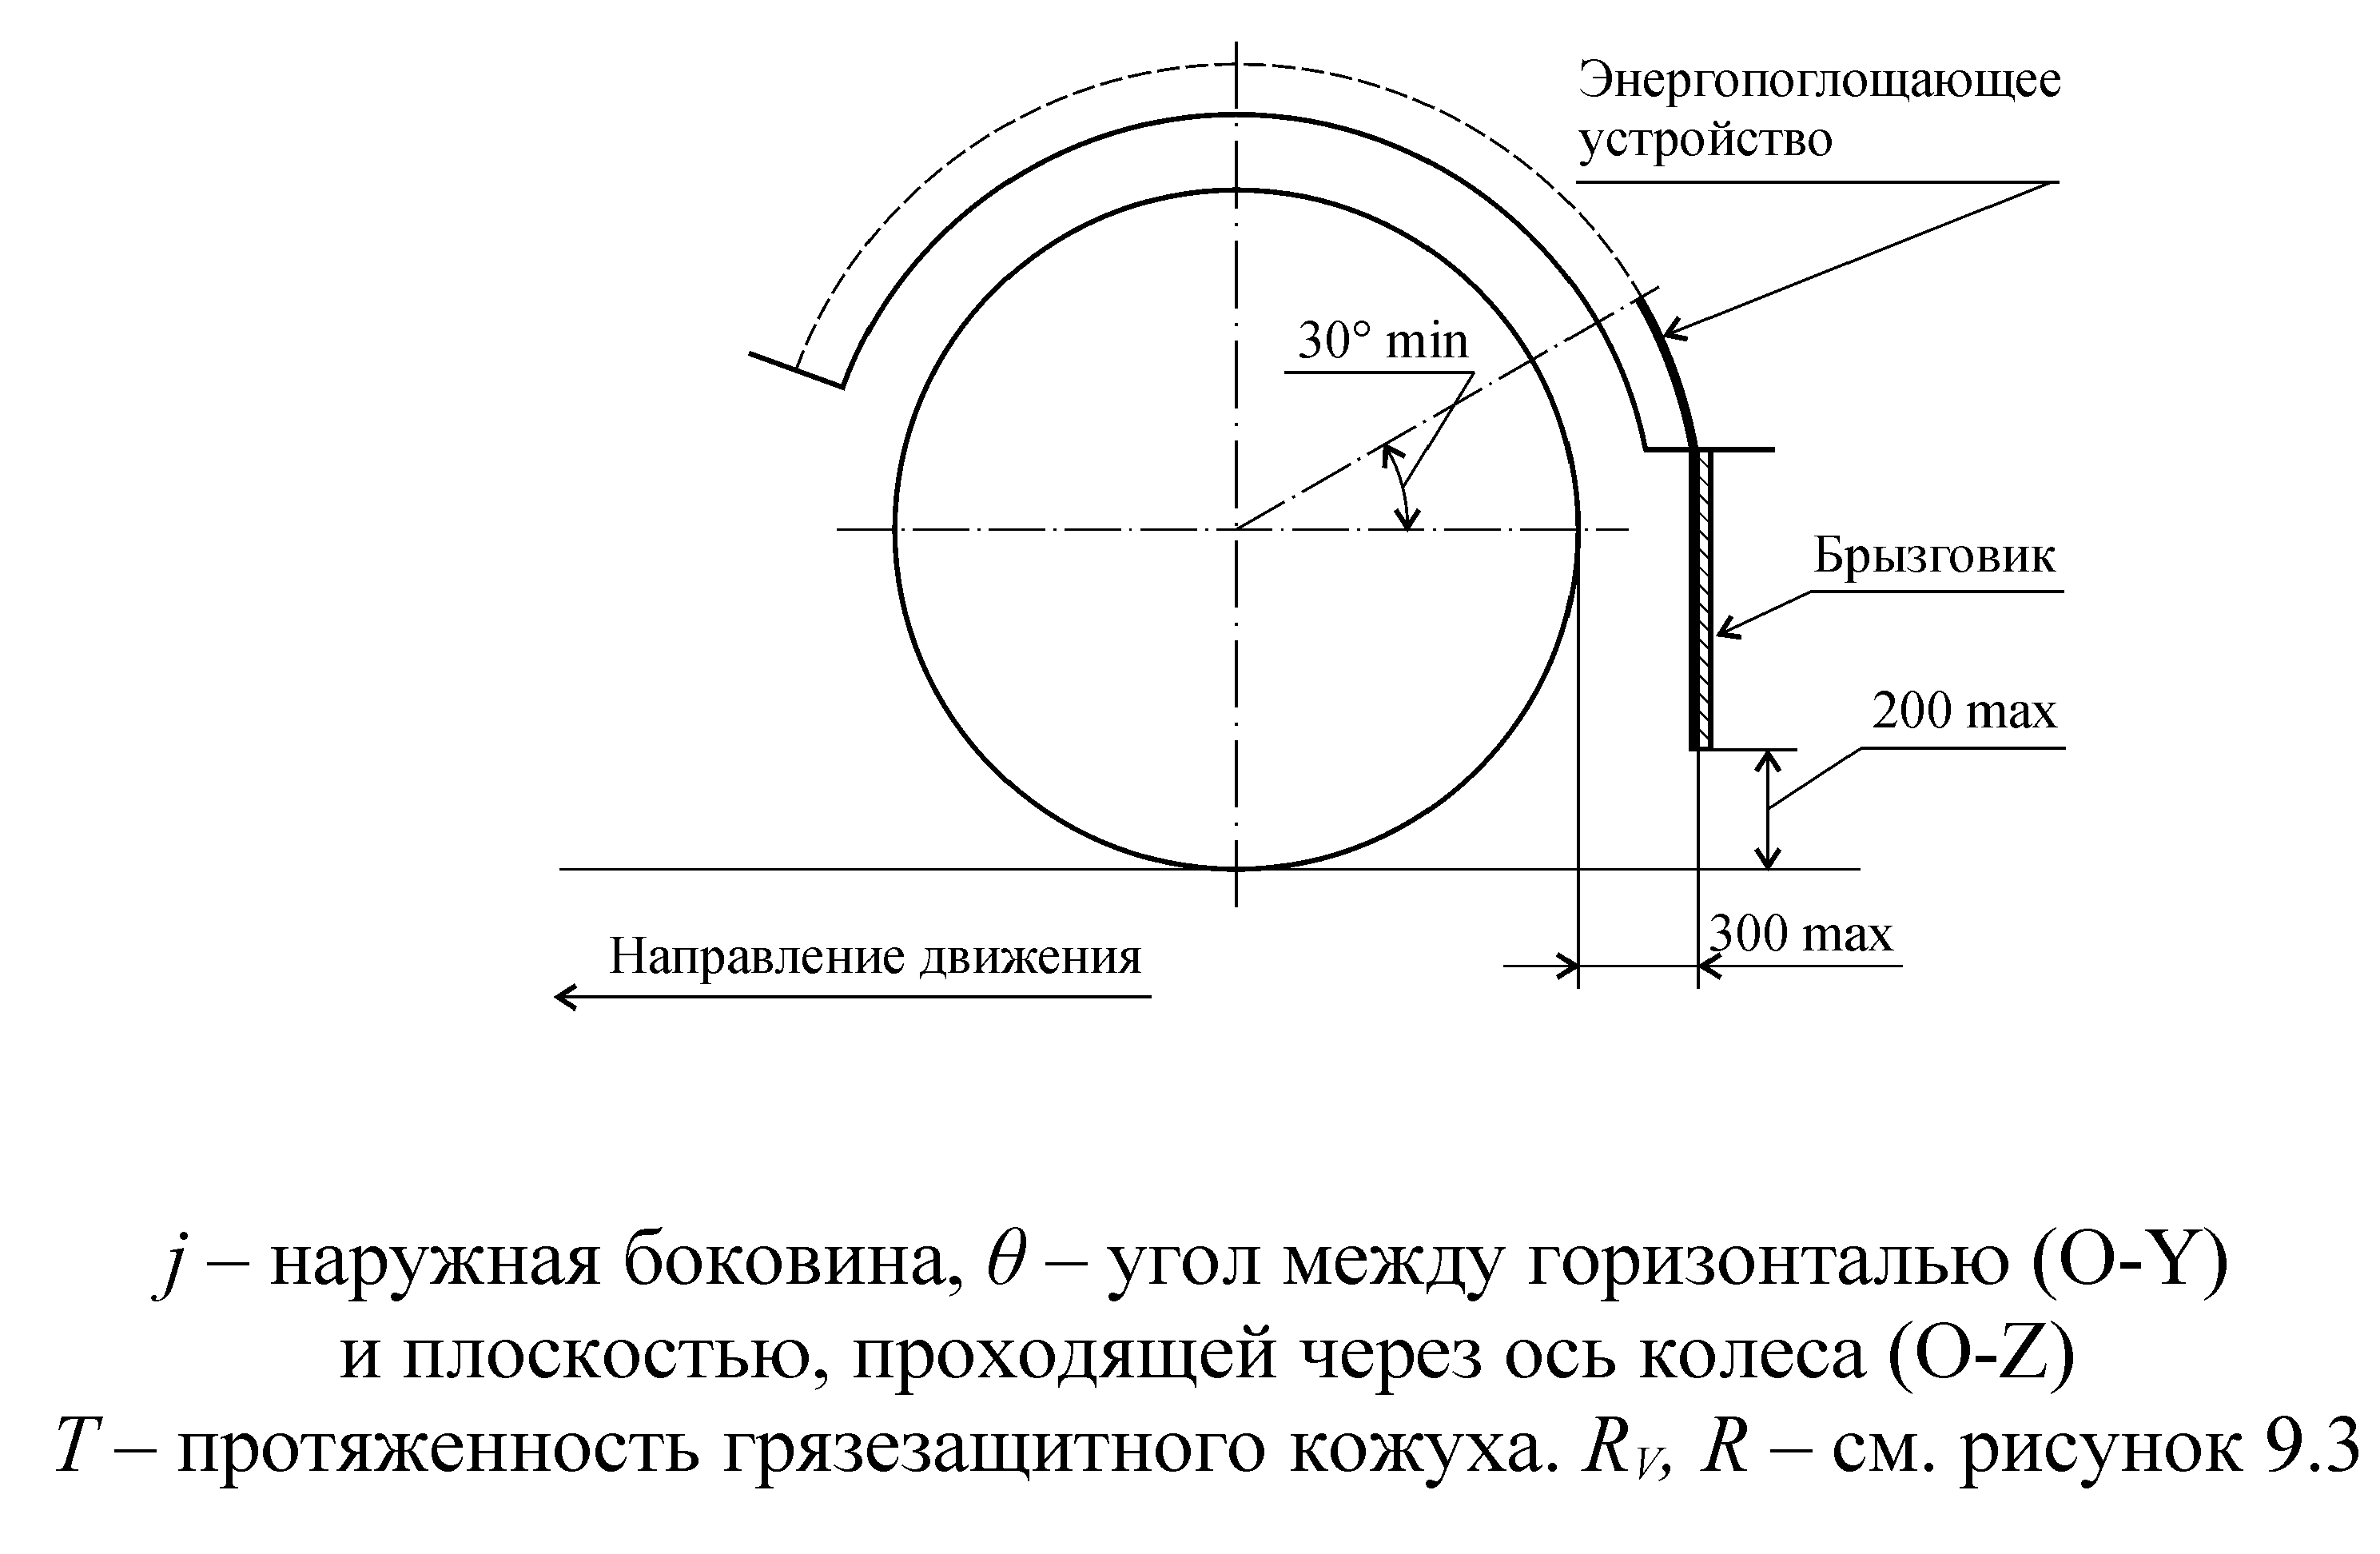 Энергопоглощающее
устройство
30° min
Брызговик
200 max
300 max
Направление движения
j – наружная боковина, θ – угол между горизонталью (O-Y)
и плоскостью, проходящей через ось колеса (O-Z)
T – протяженность грязезащитного кожуха. RV, R – см. рисунок 9.3